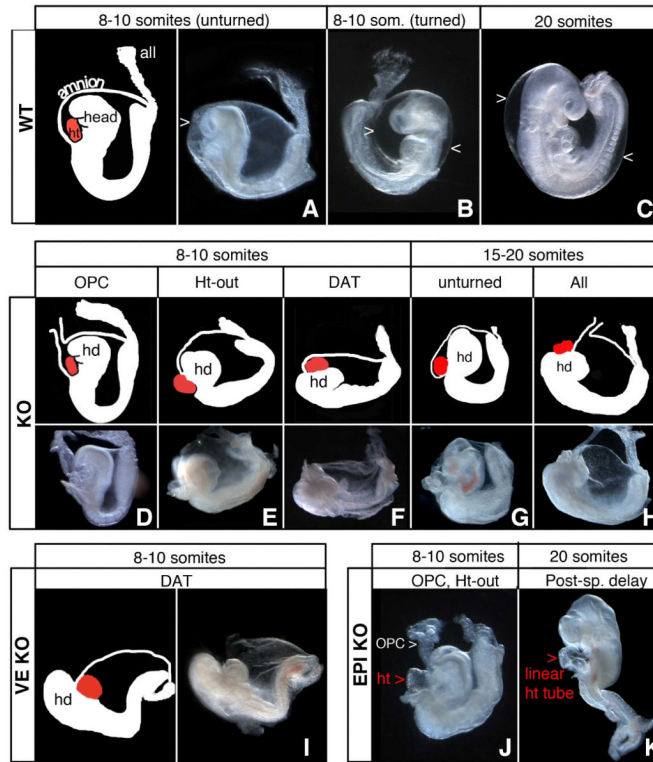 8-10 somites (unturned)
8-10 som. (turned)
20 somites
WT
all
amnion
head
ht
>
A
>
<
B
>
<
C
8-10 somites
15-20 somites
OPC
Ht-out
DAT
unturned
All
KO
hd
hd
hd
hd
hd
D
E
F
G
H
8-10 somites
DAT
VE KO
hd
I
8-10 somites
20 somites
OPC, Ht-out
Post-sp. delay
EPI KO
OPC >
ht >
J
>
linear
ht tube
K